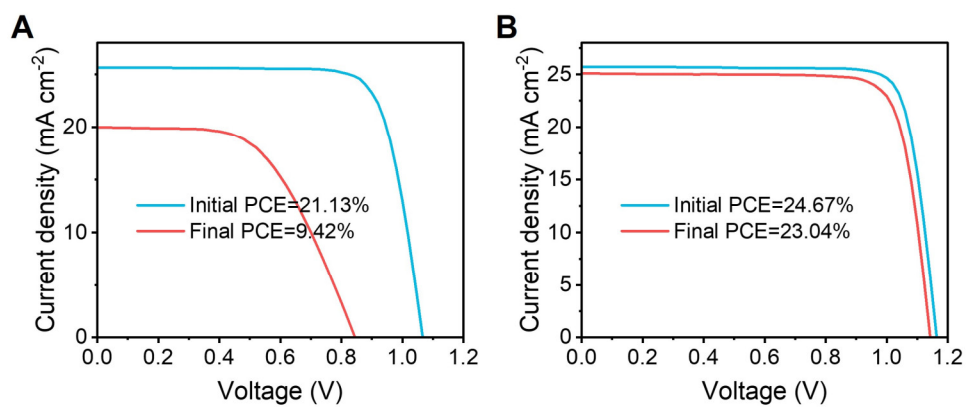 A
Current density (mA cm⁻²)
20
10
0
Initial PCE=21.13%
Final PCE=9.42%
0.0 0.2 0.4 0.6 0.8 1.0 1.2
Voltage (V)
B
Current density (mA cm⁻²)
25
20
15
10
5
0
Initial PCE=24.67%
Final PCE=23.04%
0.0 0.2 0.4 0.6 0.8 1.0 1.2
Voltage (V)